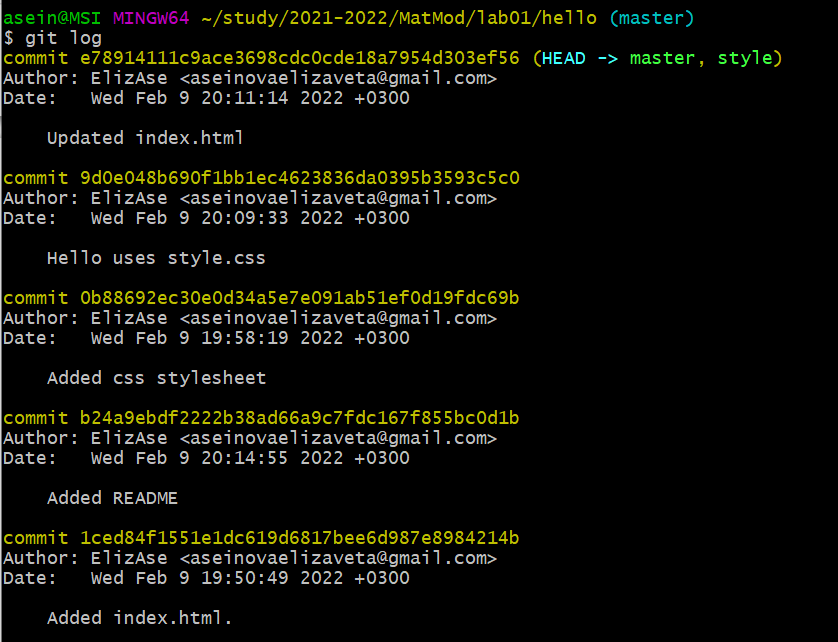 asein@MSI MINGW64 ~/study/2021-2022/MatMod/lab01/hello (master)
$ git log
commit e78914111c9ace3698cdc0cde18a7954d303ef56 (HEAD -> master, style)
Author: ElizAse <aseinovaelizaveta@gmail.com>
Date:   Wed Feb 9 20:11:14 2022 +0300
    Updated index.html
commit 9d0e048b690f1bb1ec4623836da0395b3593c5c0
Author: ElizAse <aseinovaelizaveta@gmail.com>
Date:   Wed Feb 9 20:09:33 2022 +0300
    Hello uses style.css
commit 0b88692ec30e0d34a5e7e091ab51ef0d19fdc69b
Author: ElizAse <aseinovaelizaveta@gmail.com>
Date:   Wed Feb 9 19:58:19 2022 +0300
    Added css stylesheet
commit b24a9ebdf2222b38ad66a9c7fdc167f855bc0d1b
Author: ElizAse <aseinovaelizaveta@gmail.com>
Date:   Wed Feb 9 20:14:55 2022 +0300
    Added README
commit 1ced84f1551e1dc619d6817bee6d987e8984214b
Author: ElizAse <aseinovaelizaveta@gmail.com>
Date:   Wed Feb 9 19:50:49 2022 +0300
    Added index.html.